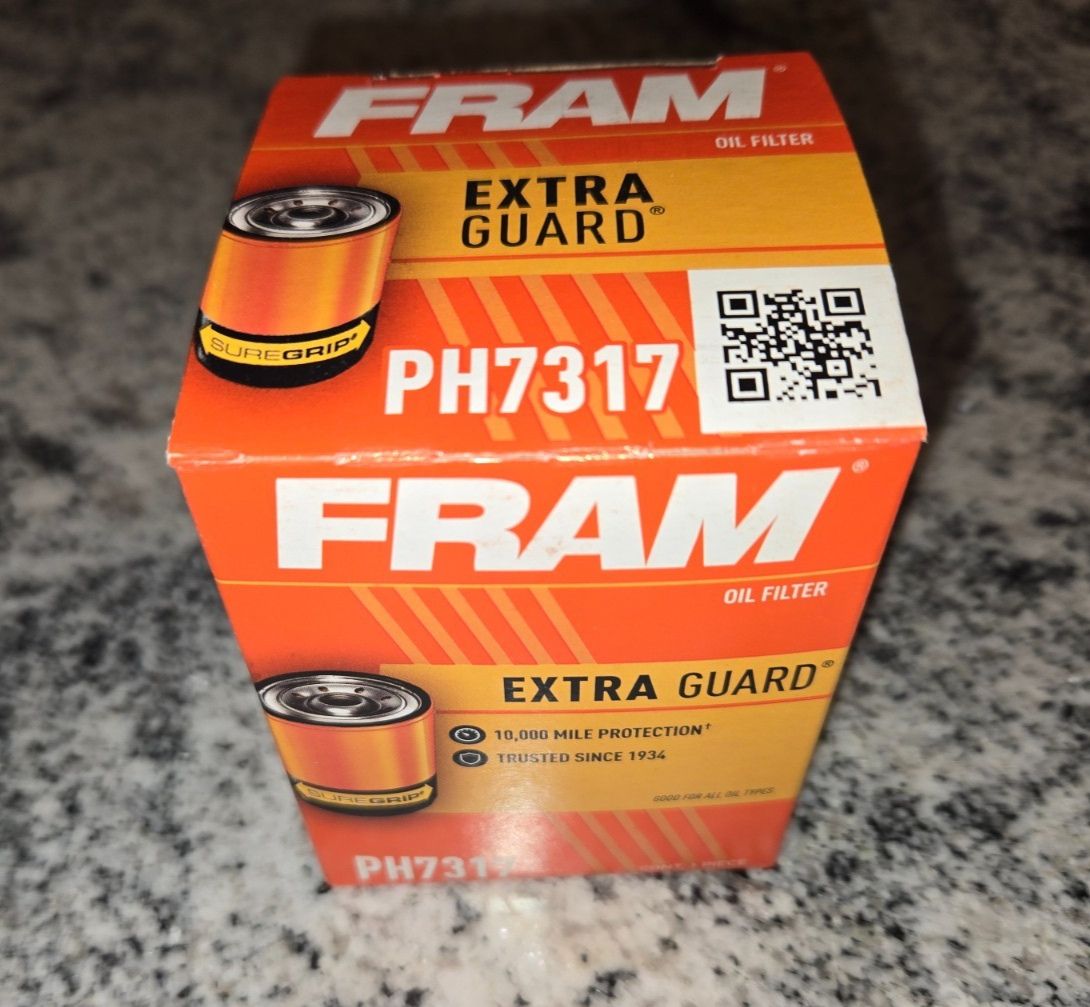 FRAM®
OIL FILTER
EXTRA
GUARD®
SUREGRIP®
PH7317
FRAM®
OIL FILTER
EXTRA GUARD®
10,000 MILE PROTECTION†
TRUSTED SINCE 1934
SUREGRIP®
GOOD FOR ALL OIL TYPES.
PH7317